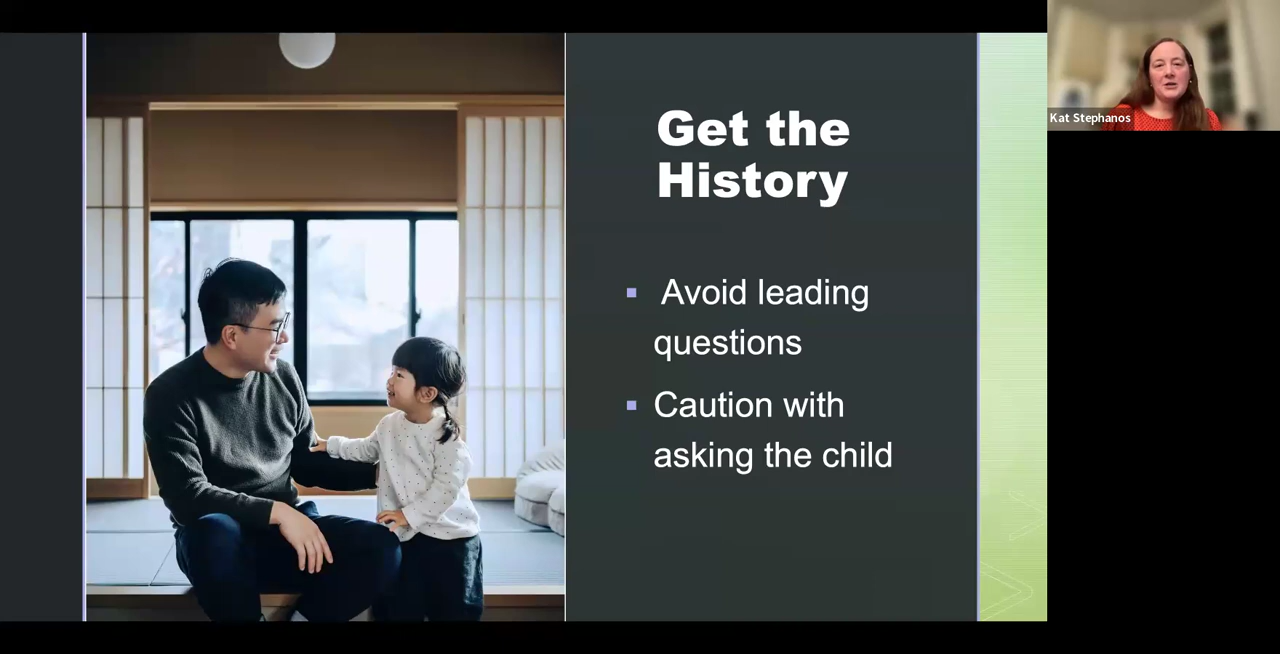 Get the
History
Avoid leading
questions
Caution with
asking the child
Kat Stephanos